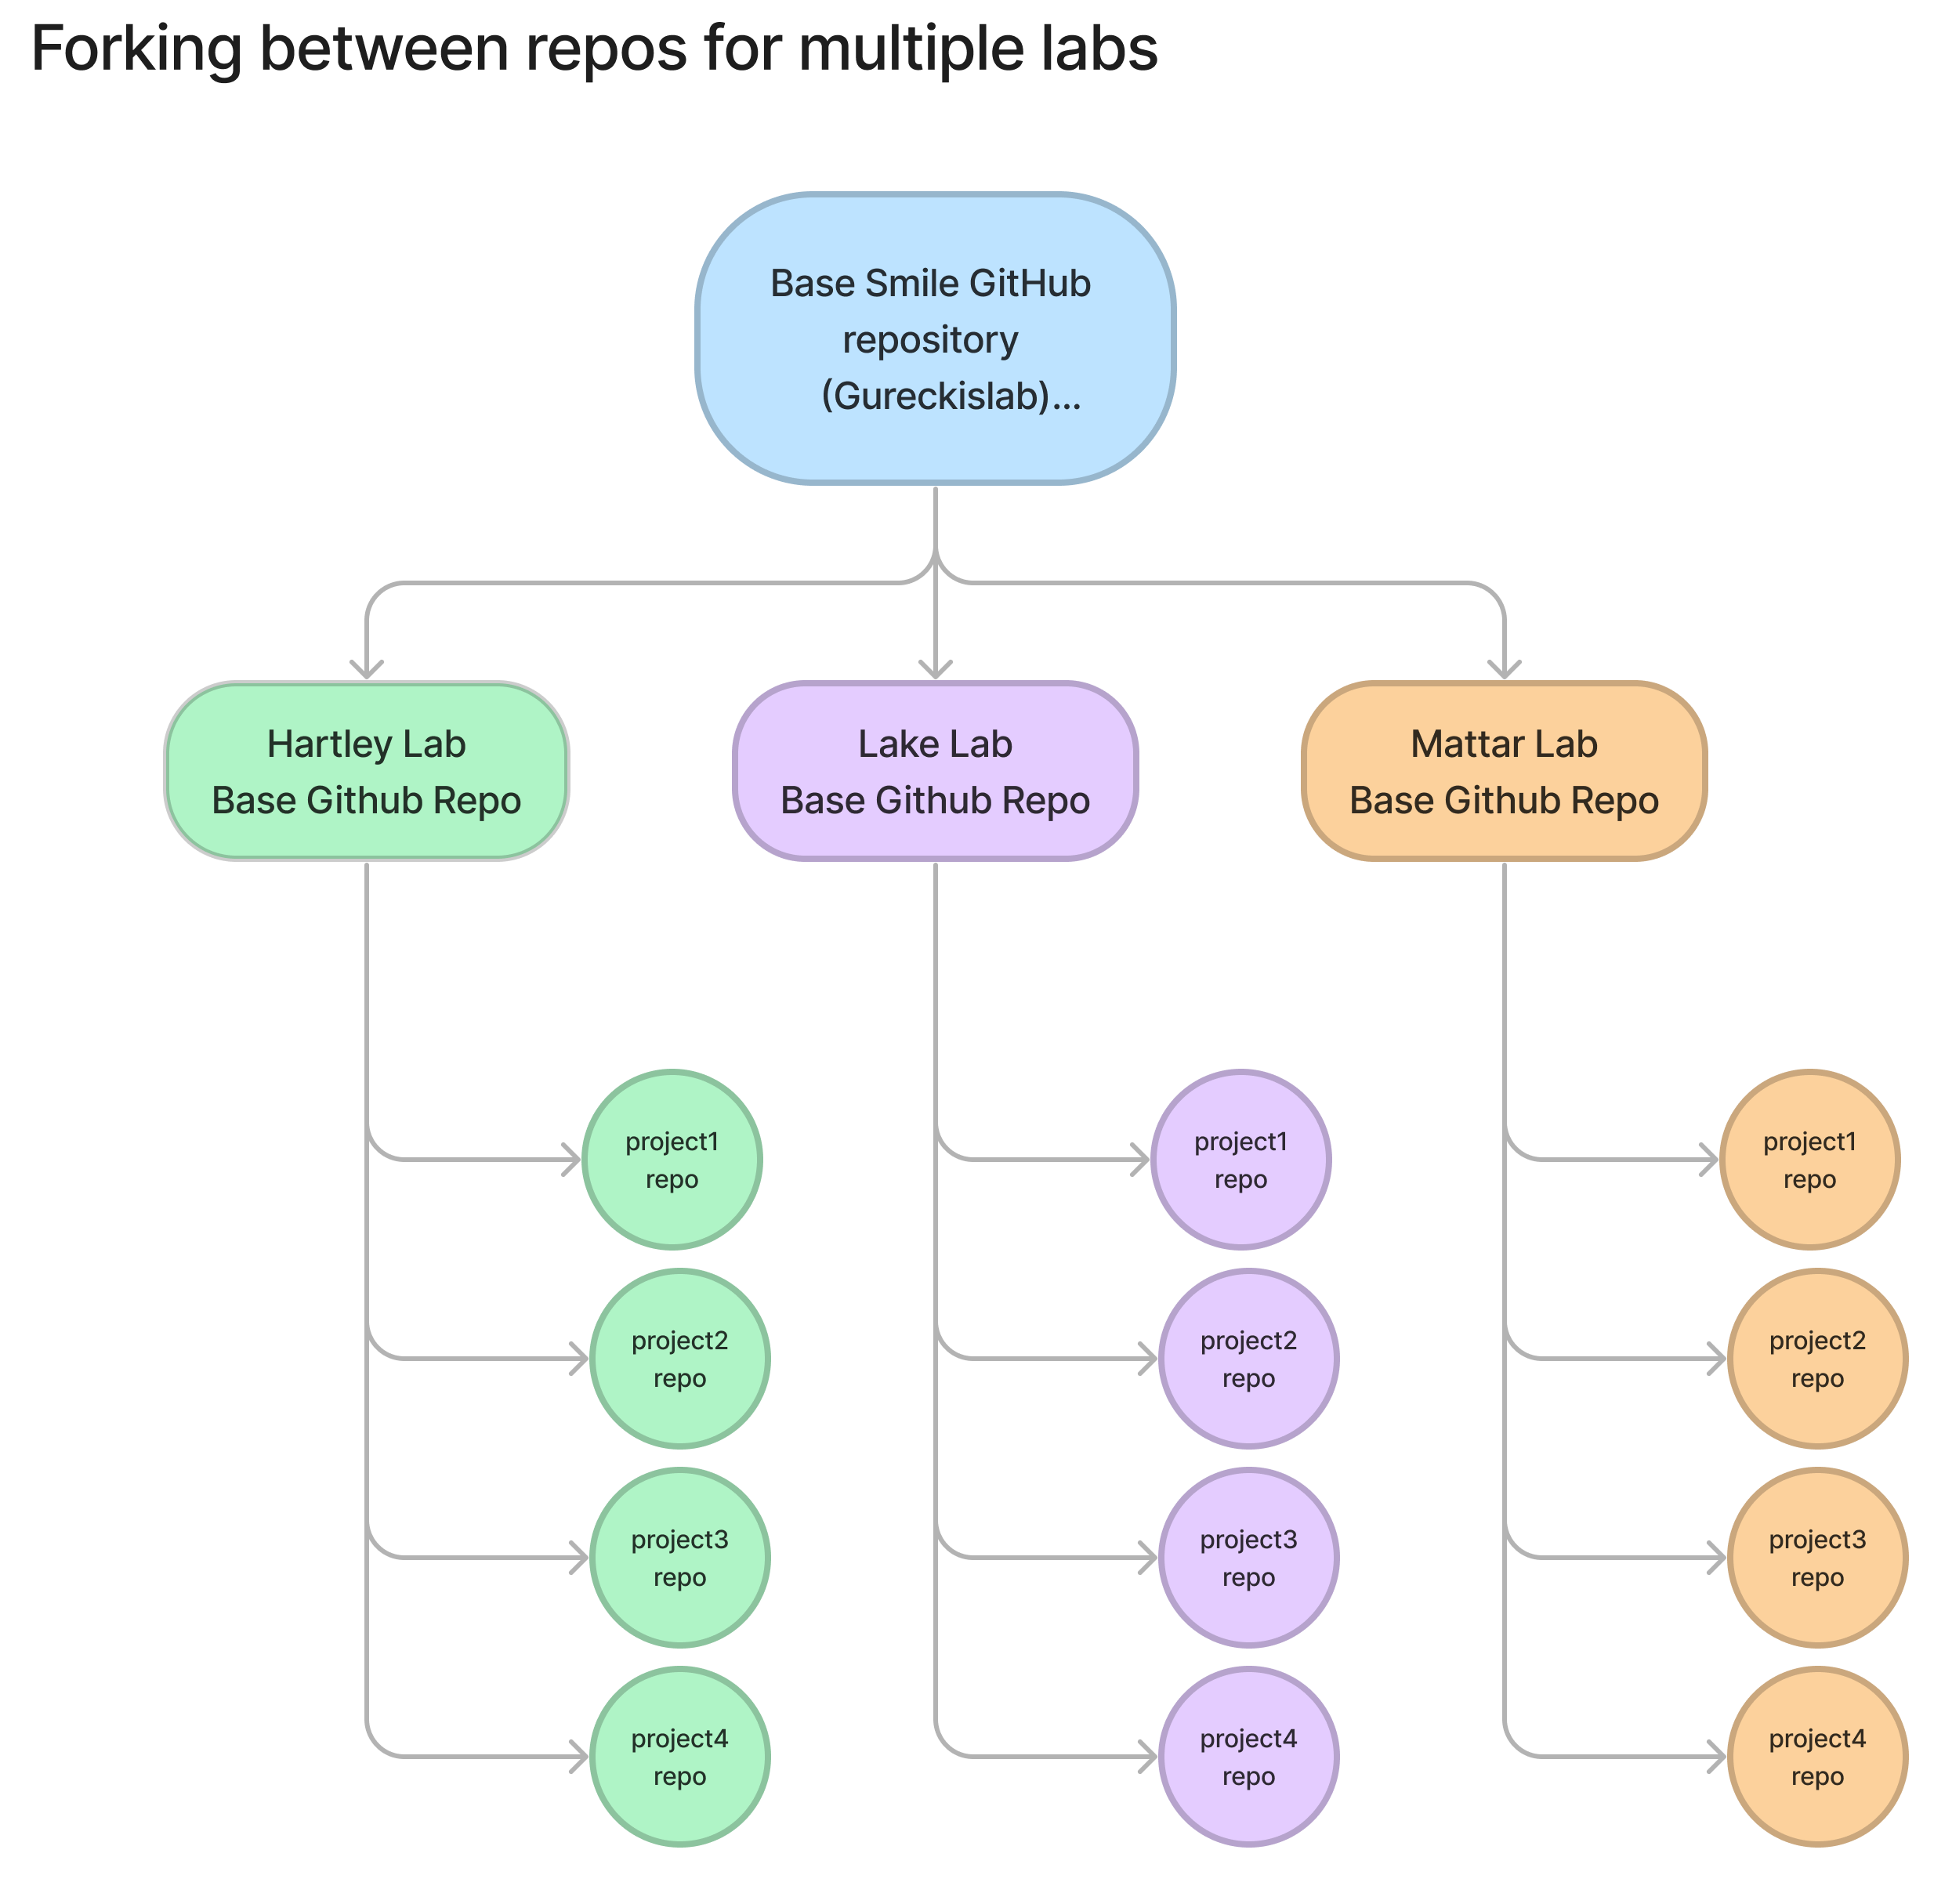 Forking between repos for multiple labs
Base Smile GitHub
repository
(Gureckislab)...
Hartley Lab
Base Github Repo
Lake Lab
Base Github Repo
Mattar Lab
Base Github Repo
project1
repo
project1
repo
project1
repo
project2
repo
project2
repo
project2
repo
project3
repo
project3
repo
project3
repo
project4
repo
project4
repo
project4
repo